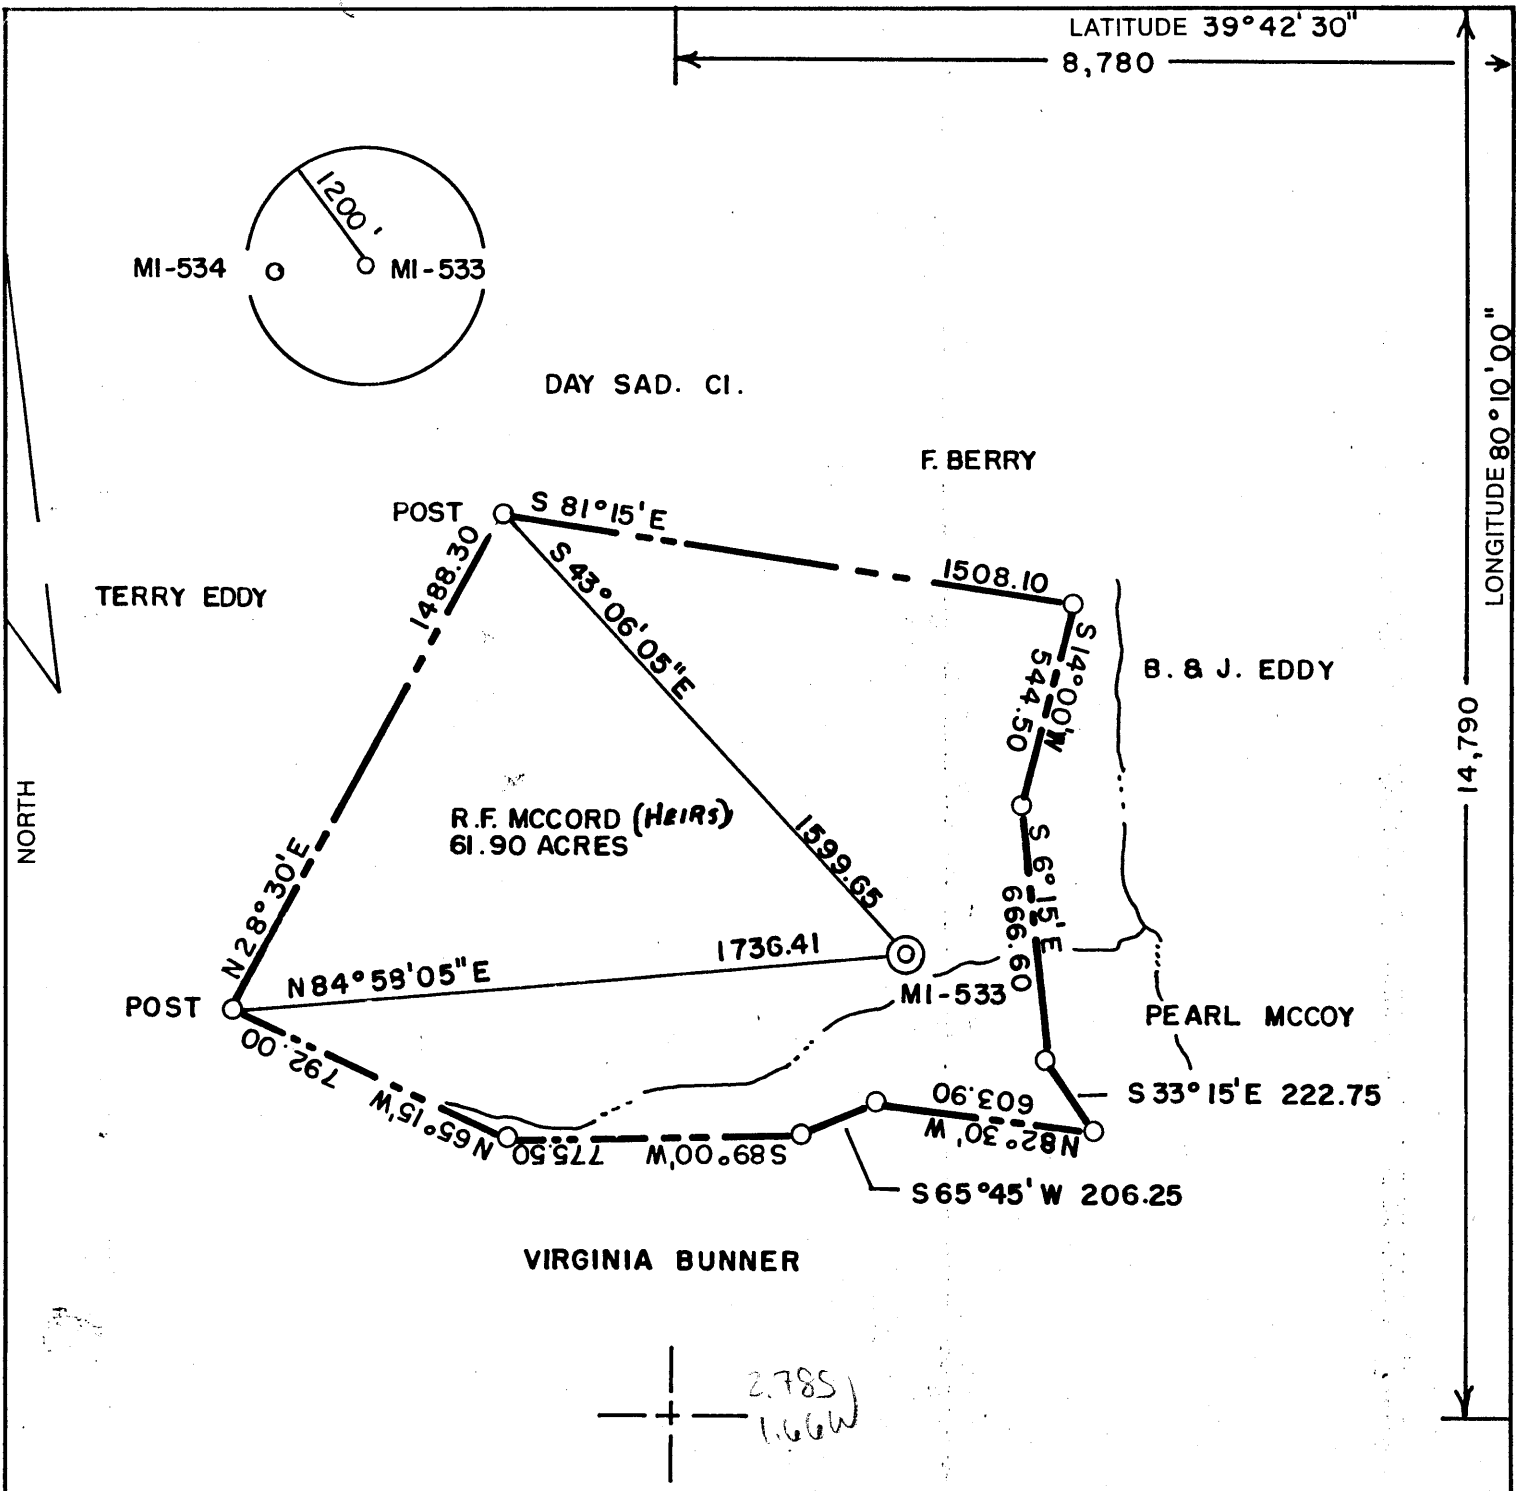 LATITUDE 39°42'30"
8,780
1200'
MI-534
MI-533
DAY SAD. CI.
F. BERRY
LONGITUDE 80°10'00"
POST
S 81°15'E
1508.10
1488.30
S 43°06'05"E
TERRY EDDY
S 14°00'W
544.50
B. & J. EDDY
14,790
NORTH
R.F. MCCORD (HEIRS)
61.90 ACRES
1599.65
S 6°15'E
666.60
N28°30'E
1736.41
N84°58'05"E
MI-533
POST
PEARL MCCOY
792.00
N65°15'W
603.90
N82°30'W
S33°15'E 222.75
775.50
S89°00'W
S65°45'W 206.25
VIRGINIA BUNNER
2.78S
1.66W